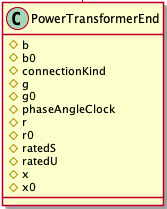 C PowerTransformerEnd
b
b0
connectionKind
g
g0
phaseAngleClock
r
r0
ratedS
ratedU
x
x0